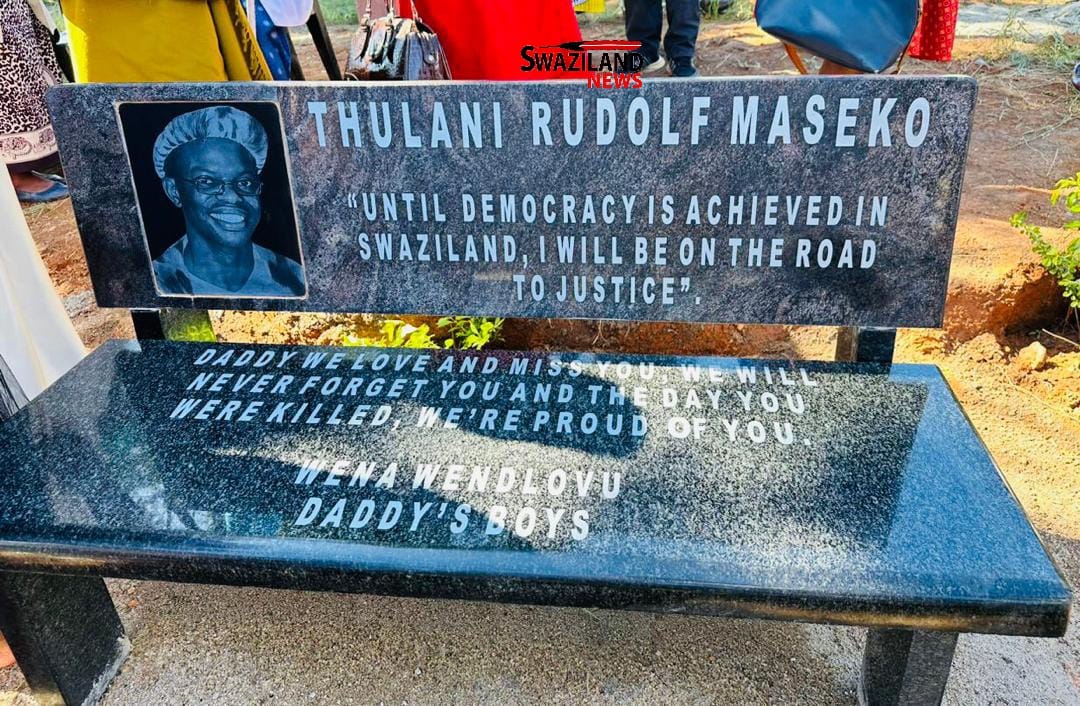 SWAZILAND
NEWS
THULANI RUDOLF MASEKO
"UNTIL DEMOCRACY IS ACHIEVED IN
SWAZILAND, I WILL BE ON THE ROAD
TO JUSTICE".
DADDY WE LOVE AND MISS YOU, WE WILL
NEVER FORGET YOU AND THE DAY YOU
WERE KILLED, WE'RE PROUD OF YOU.
WENA WENDLOVU
DADDY'S BOYS